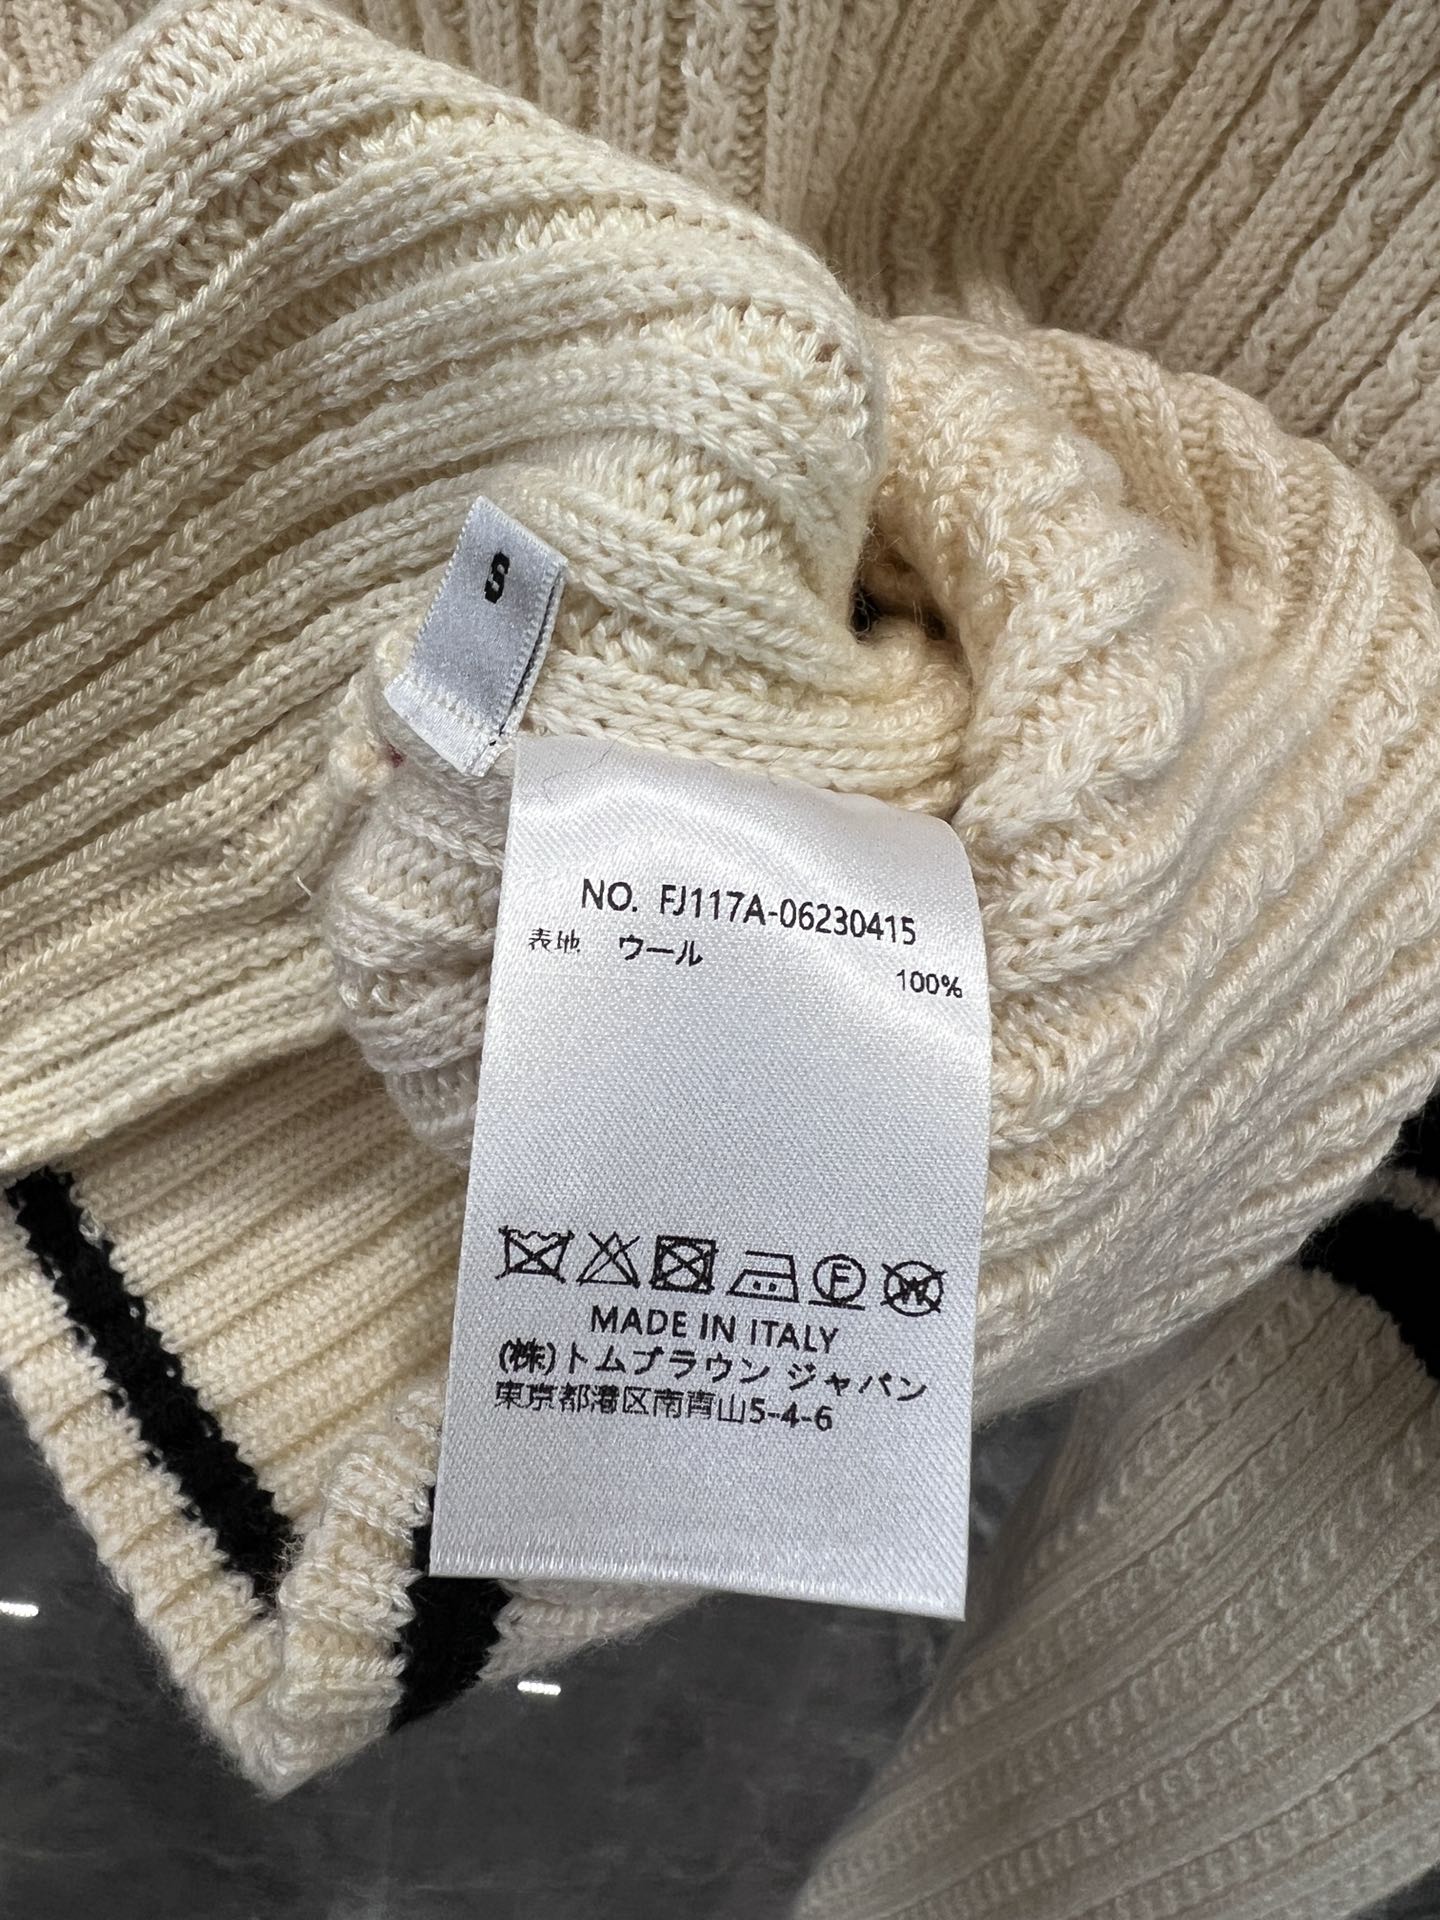 S
NO. FJ117A-06230415
表地 ウール
100%
MADE IN ITALY
(株)トムブラウン ジャパン
東京都港区南青山5-4-6